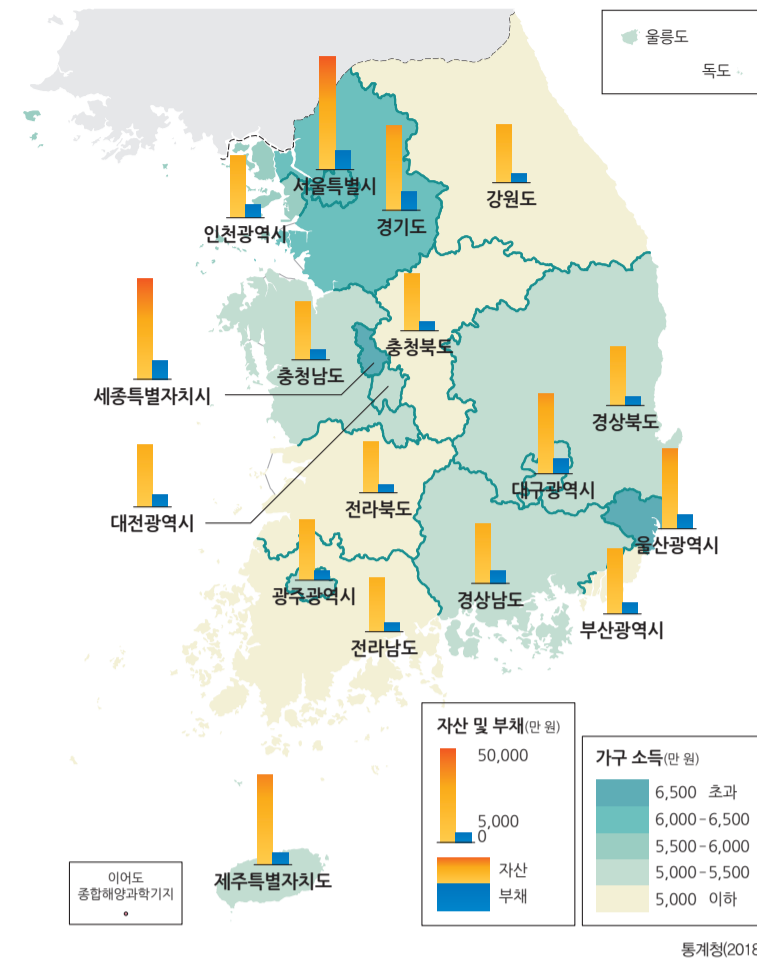 울릉도
독도
서울특별시
강원도
인천광역시
경기도
충청북도
충청남도
세종특별자치시
경상북도
대구광역시
대전광역시
전라북도
울산광역시
광주광역시
경상남도
부산광역시
전라남도
제주특별자치도
이어도
종합해양과학기지
자산 및 부채(만 원)
50,000
5,000
0
자산
부채
가구 소득(만 원)
6,500 초과
6,000-6,500
5,500-6,000
5,000-5,500
5,000 이하
통계청(2018